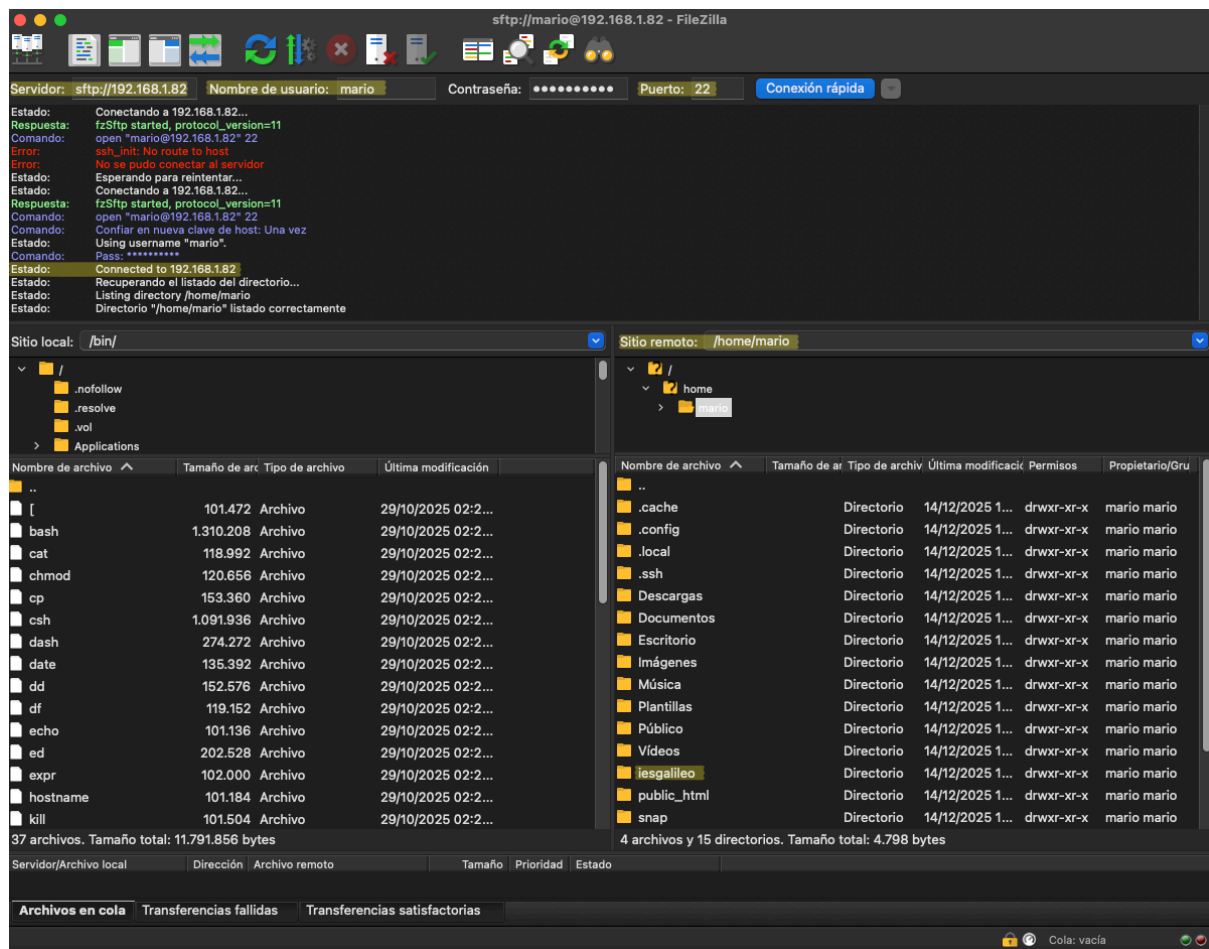 sftp://mario@192.168.1.82 - FileZilla
Servidor: sftp://192.168.1.82 Nombre de usuario: mario Contraseña: ●●●●●●●●●● Puerto: 22 Conexión rápida
Estado: Conectando a 192.168.1.82...
Respuesta: fzSftp started, protocol_version=11
Comando: open "mario@192.168.1.82" 22
Error: ssh_init: No route to host
Error: No se pudo conectar al servidor
Estado: Esperando para reintentar...
Estado: Conectando a 192.168.1.82...
Respuesta: fzSftp started, protocol_version=11
Comando: open "mario@192.168.1.82" 22
Comando: Confiar en nueva clave de host: Una vez
Estado: Using username "mario".
Comando: Pass: **********
Estado: Connected to 192.168.1.82
Estado: Recuperando el listado del directorio...
Estado: Listing directory /home/mario
Estado: Directorio "/home/mario" listado correctamente
Sitio local: /bin/
/
.nofollow
.resolve
.vol
Applications
Nombre de archivo Tamaño de arc Tipo de archivo Última modificación
..
[ 101.472 Archivo 29/10/2025 02:2...
bash 1.310.208 Archivo 29/10/2025 02:2...
cat 118.992 Archivo 29/10/2025 02:2...
chmod 120.656 Archivo 29/10/2025 02:2...
cp 153.360 Archivo 29/10/2025 02:2...
csh 1.091.936 Archivo 29/10/2025 02:2...
dash 274.272 Archivo 29/10/2025 02:2...
date 135.392 Archivo 29/10/2025 02:2...
dd 152.576 Archivo 29/10/2025 02:2...
df 119.152 Archivo 29/10/2025 02:2...
echo 101.136 Archivo 29/10/2025 02:2...
ed 202.528 Archivo 29/10/2025 02:2...
expr 102.000 Archivo 29/10/2025 02:2...
hostname 101.184 Archivo 29/10/2025 02:2...
kill 101.504 Archivo 29/10/2025 02:2...
37 archivos. Tamaño total: 11.791.856 bytes
Sitio remoto: /home/mario
/
home
mario
Nombre de archivo Tamaño de ar Tipo de archiv Última modificació Permisos Propietario/Gru
..
.cache Directorio 14/12/2025 1... drwxr-xr-x mario mario
.config Directorio 14/12/2025 1... drwxr-xr-x mario mario
.local Directorio 14/12/2025 1... drwxr-xr-x mario mario
.ssh Directorio 14/12/2025 1... drwxr-xr-x mario mario
Descargas Directorio 14/12/2025 1... drwxr-xr-x mario mario
Documentos Directorio 14/12/2025 1... drwxr-xr-x mario mario
Escritorio Directorio 14/12/2025 1... drwxr-xr-x mario mario
Imágenes Directorio 14/12/2025 1... drwxr-xr-x mario mario
Música Directorio 14/12/2025 1... drwxr-xr-x mario mario
Plantillas Directorio 14/12/2025 1... drwxr-xr-x mario mario
Público Directorio 14/12/2025 1... drwxr-xr-x mario mario
Vídeos Directorio 14/12/2025 1... drwxr-xr-x mario mario
iesgalileo Directorio 14/12/2025 1... drwxr-xr-x mario mario
public_html Directorio 14/12/2025 1... drwxr-xr-x mario mario
snap Directorio 14/12/2025 1... drwxr-xr-x mario mario
4 archivos y 15 directorios. Tamaño total: 4.798 bytes
Servidor/Archivo local Dirección Archivo remoto Tamaño Prioridad Estado
Archivos en cola Transferencias fallidas Transferencias satisfactorias
Cola: vacía